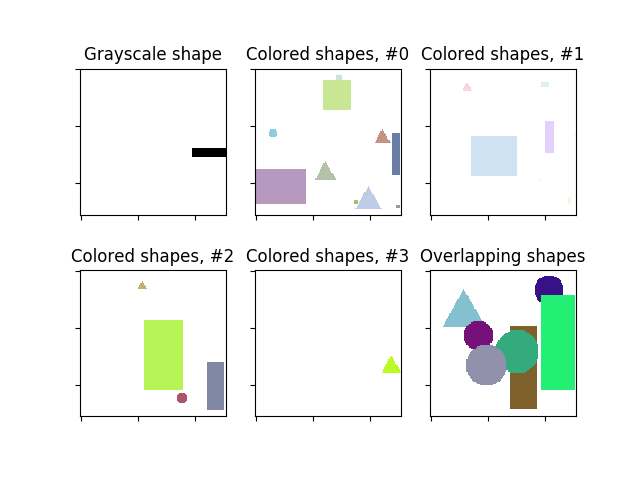 Grayscale shape
Colored shapes, #0
Colored shapes, #1
Colored shapes, #2
Colored shapes, #3
Overlapping shapes